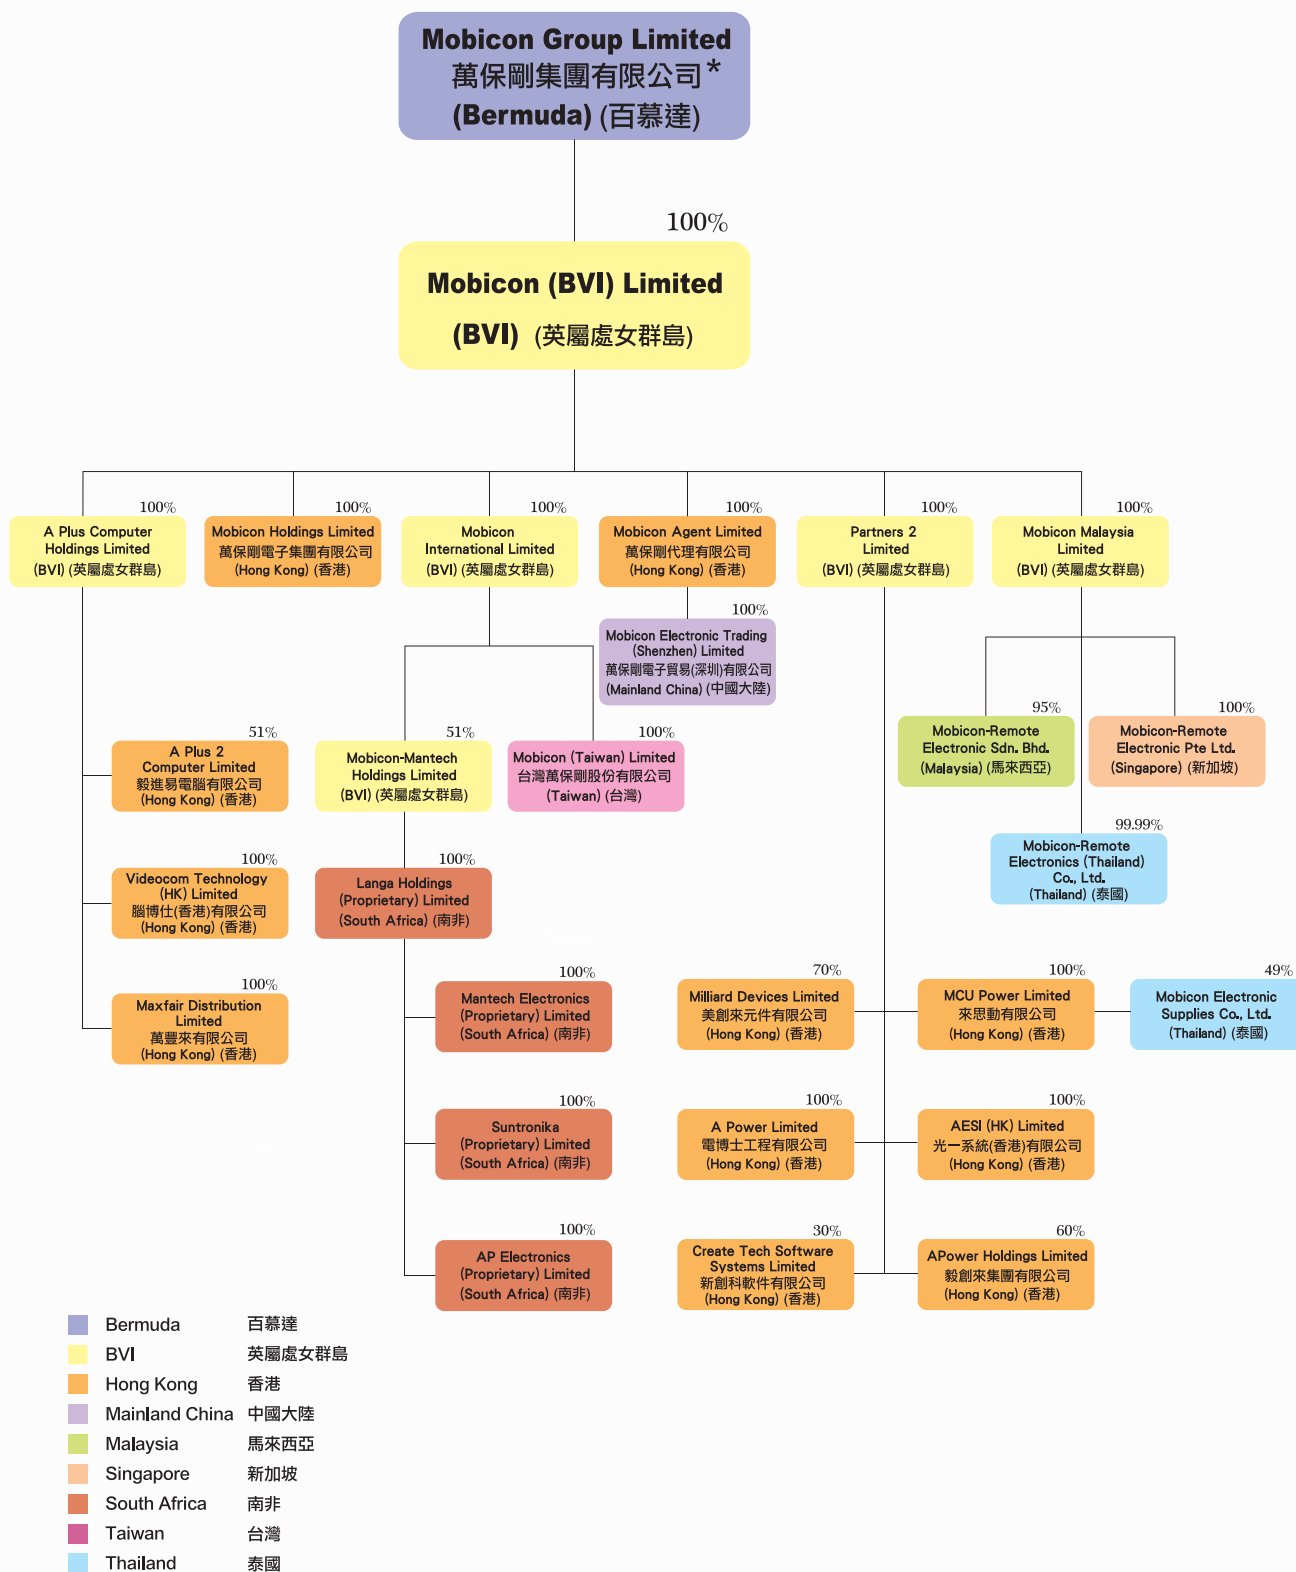 Mobicon Group Limited
萬保剛集團有限公司*
(Bermuda) (百慕達)
100%
Mobicon (BVI) Limited
(BVI) (英屬處女群島)
100%
A Plus Computer
Holdings Limited
(BVI) (英屬處女群島)
100%
Mobicon Holdings Limited
萬保剛電子集團有限公司
(Hong Kong) (香港)
100%
Mobicon
International Limited
(BVI) (英屬處女群島)
100%
Mobicon Agent Limited
萬保剛代理有限公司
(Hong Kong) (香港)
100%
Partners 2
Limited
(BVI) (英屬處女群島)
100%
Mobicon Malaysia
Limited
(BVI) (英屬處女群島)
100%
Mobicon Electronic Trading
(Shenzhen) Limited
萬保剛電子貿易(深圳)有限公司
(Mainland China) (中國大陸)
51%
A Plus 2
Computer Limited
毅進易電腦有限公司
(Hong Kong) (香港)
51%
Mobicon-Mantech
Holdings Limited
(BVI) (英屬處女群島)
100%
Mobicon (Taiwan) Limited
台灣萬保剛股份有限公司
(Taiwan) (台灣)
95%
Mobicon-Remote
Electronic Sdn. Bhd.
(Malaysia) (馬來西亞)
100%
Mobicon-Remote
Electronic Pte Ltd.
(Singapore) (新加坡)
99.99%
Mobicon-Remote
Electronics (Thailand)
Co., Ltd.
(Thailand) (泰國)
100%
Videocom Technology
(HK) Limited
腦博仕(香港)有限公司
(Hong Kong) (香港)
100%
Langa Holdings
(Proprietary) Limited
(South Africa) (南非)
100%
Maxfair Distribution
Limited
萬豐來有限公司
(Hong Kong) (香港)
100%
Mantech Electronics
(Proprietary) Limited
(South Africa) (南非)
70%
Milliard Devices Limited
美創來元件有限公司
(Hong Kong) (香港)
100%
MCU Power Limited
來思動有限公司
(Hong Kong) (香港)
49%
Mobicon Electronic
Supplies Co., Ltd.
(Thailand) (泰國)
100%
Suntronika
(Proprietary) Limited
(South Africa) (南非)
100%
A Power Limited
電博士工程有限公司
(Hong Kong) (香港)
100%
AESI (HK) Limited
光一系統(香港)有限公司
(Hong Kong) (香港)
100%
AP Electronics
(Proprietary) Limited
(South Africa) (南非)
30%
Create Tech Software
Systems Limited
新創科軟件有限公司
(Hong Kong) (香港)
60%
APower Holdings Limited
毅創來集團有限公司
(Hong Kong) (香港)
Bermuda 百慕達
BVI 英屬處女群島
Hong Kong 香港
Mainland China 中國大陸
Malaysia 馬來西亞
Singapore 新加坡
South Africa 南非
Taiwan 台灣
Thailand 泰國